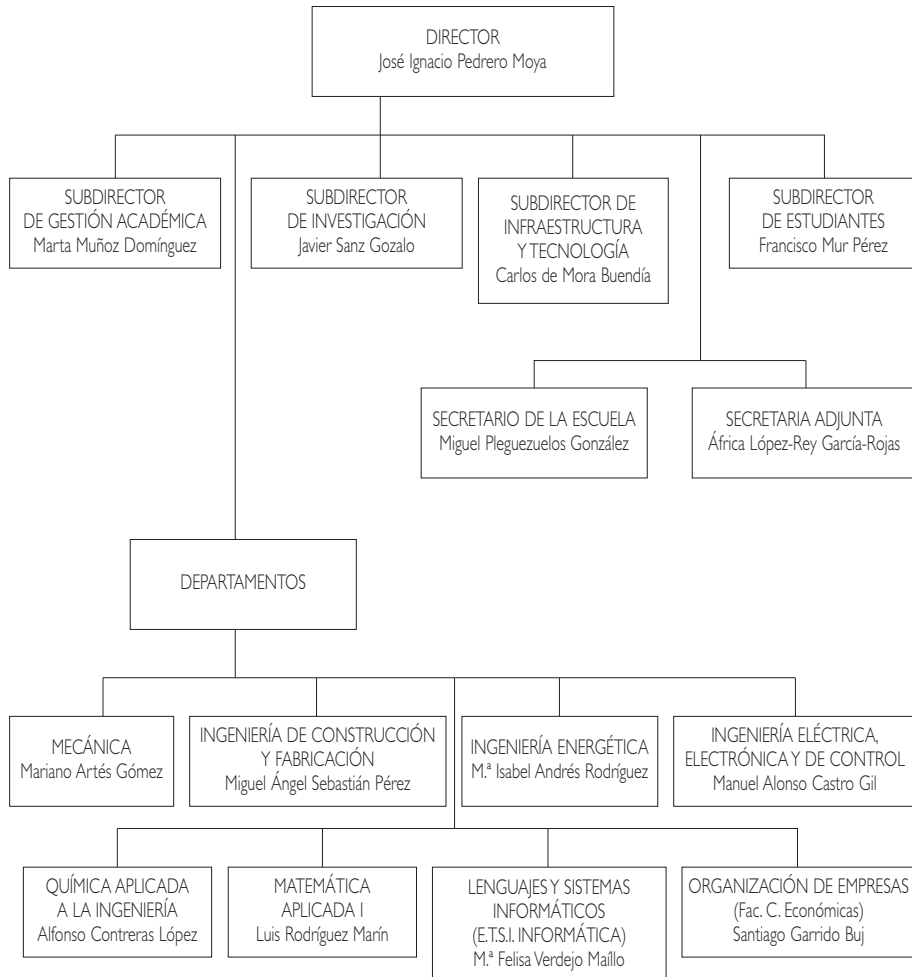 DIRECTOR
José Ignacio Pedrero Moya
SUBDIRECTOR
DE GESTIÓN ACADÉMICA
Marta Muñoz Domínguez
SUBDIRECTOR
DE INVESTIGACIÓN
Javier Sanz Gozalo
SUBDIRECTOR DE
INFRAESTRUCTURA
Y TECNOLOGÍA
Carlos de Mora Buendía
SUBDIRECTOR
DE ESTUDIANTES
Francisco Mur Pérez
SECRETARIO DE LA ESCUELA
Miguel Pleguezuelos González
SECRETARIA ADJUNTA
África López-Rey García-Rojas
DEPARTAMENTOS
MECÁNICA
Mariano Artés Gómez
INGENIERÍA DE CONSTRUCCIÓN
Y FABRICACIÓN
Miguel Ángel Sebastián Pérez
INGENIERÍA ENERGÉTICA
M.ª Isabel Andrés Rodríguez
INGENIERÍA ELÉCTRICA,
ELECTRÓNICA Y DE CONTROL
Manuel Alonso Castro Gil
QUÍMICA APLICADA
A LA INGENIERÍA
Alfonso Contreras López
MATEMÁTICA
APLICADA I
Luis Rodríguez Marín
LENGUAJES Y SISTEMAS
INFORMÁTICOS
(E.T.S.I. INFORMÁTICA)
M.ª Felisa Verdejo Maíllo
ORGANIZACIÓN DE EMPRESAS
(Fac. C. Económicas)
Santiago Garrido Buj